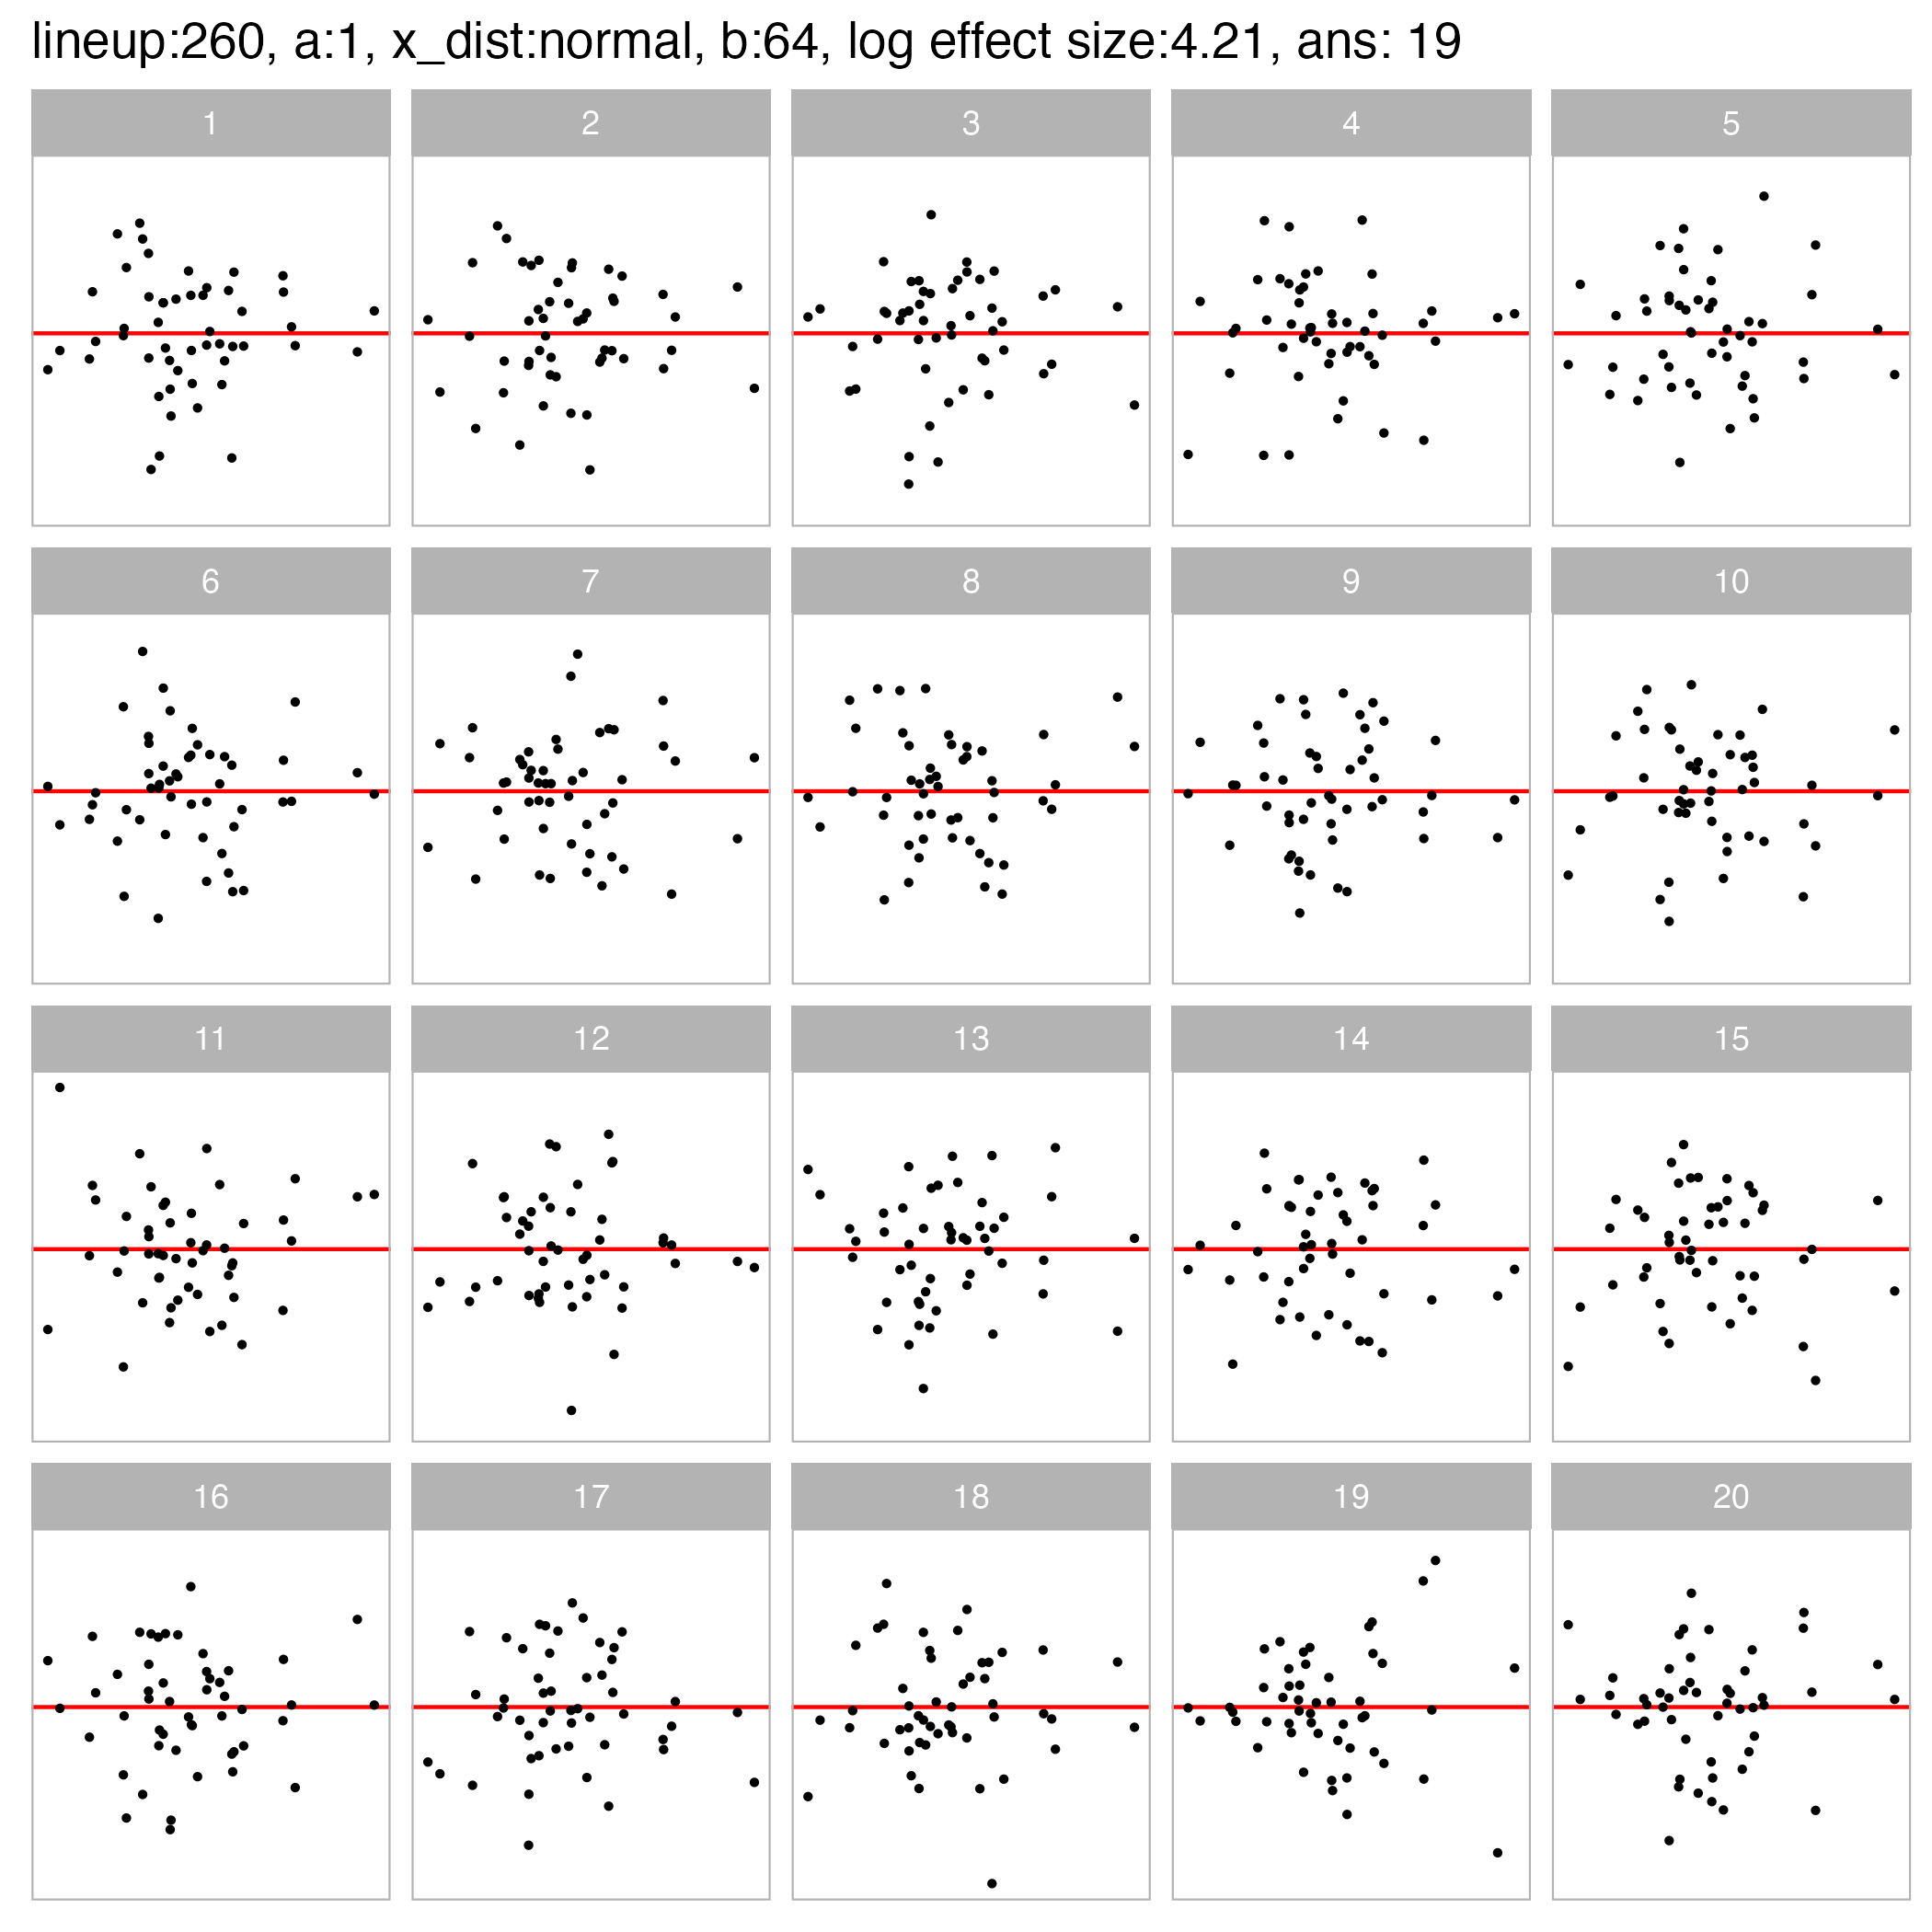 lineup:260, a:1, x_dist:normal, b:64, log effect size:4.21, ans: 19
1 2 3 4 5
6 7 8 9 10
11 12 13 14 15
16 17 18 19 20